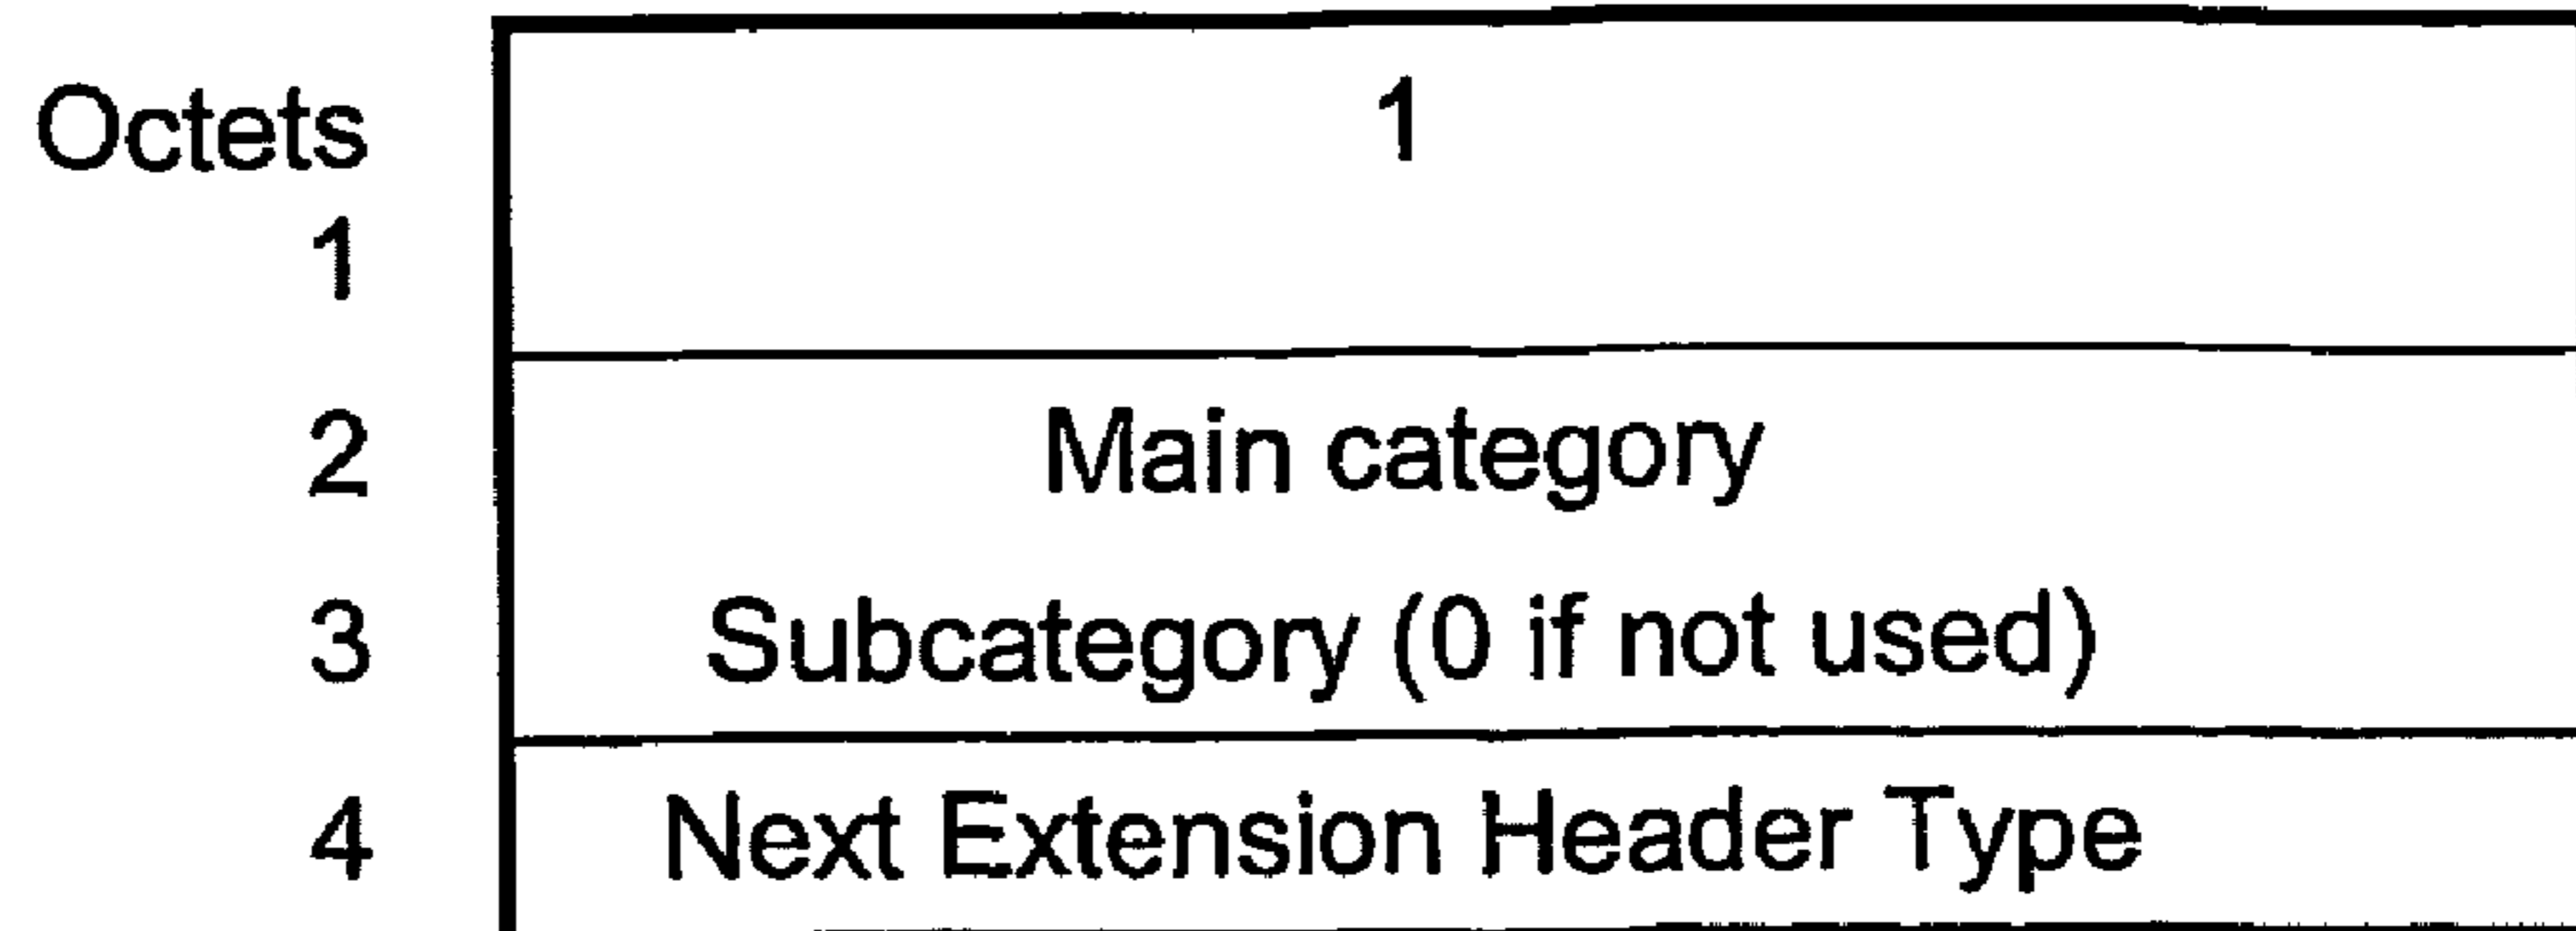 Octets 1
1
2 Main category
3 Subcategory (0 if not used)
4 Next Extension Header Type